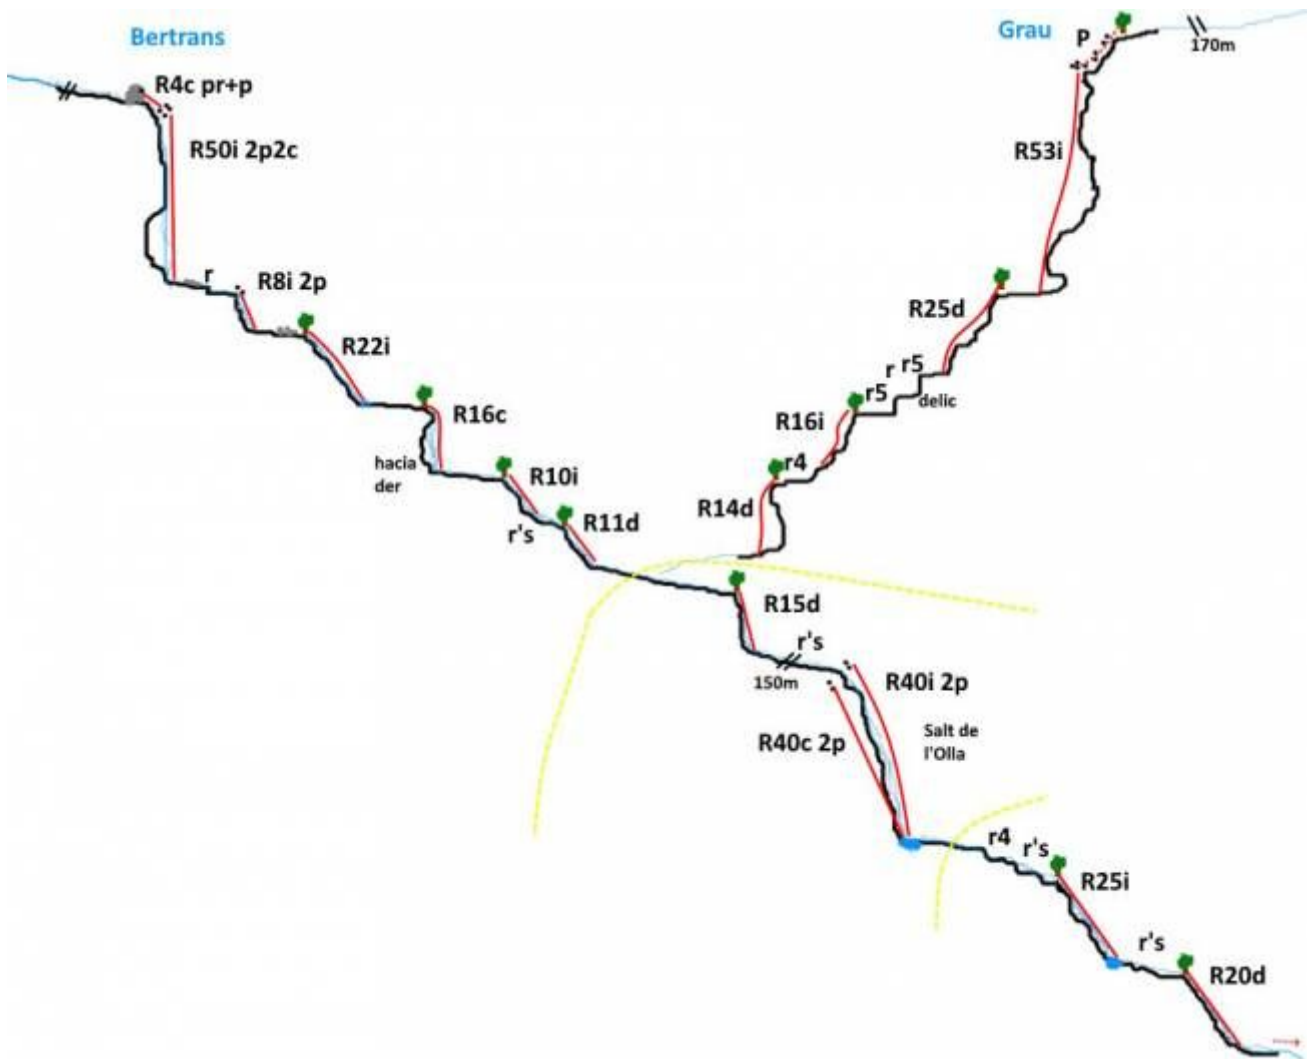 Bertrans
Grau
P
170m
R4c pr+p
R50i 2p2c
R53i
r
R8i 2p
R22i
R25d
r r5
r5
delic
R16c
R16i
hacia
der
r4
R10i
R14d
R11d
r's
R15d
r's
150m
R40i 2p
R40c 2p
Salt de
l'Olla
r4
r's
R25i
r's
R20d